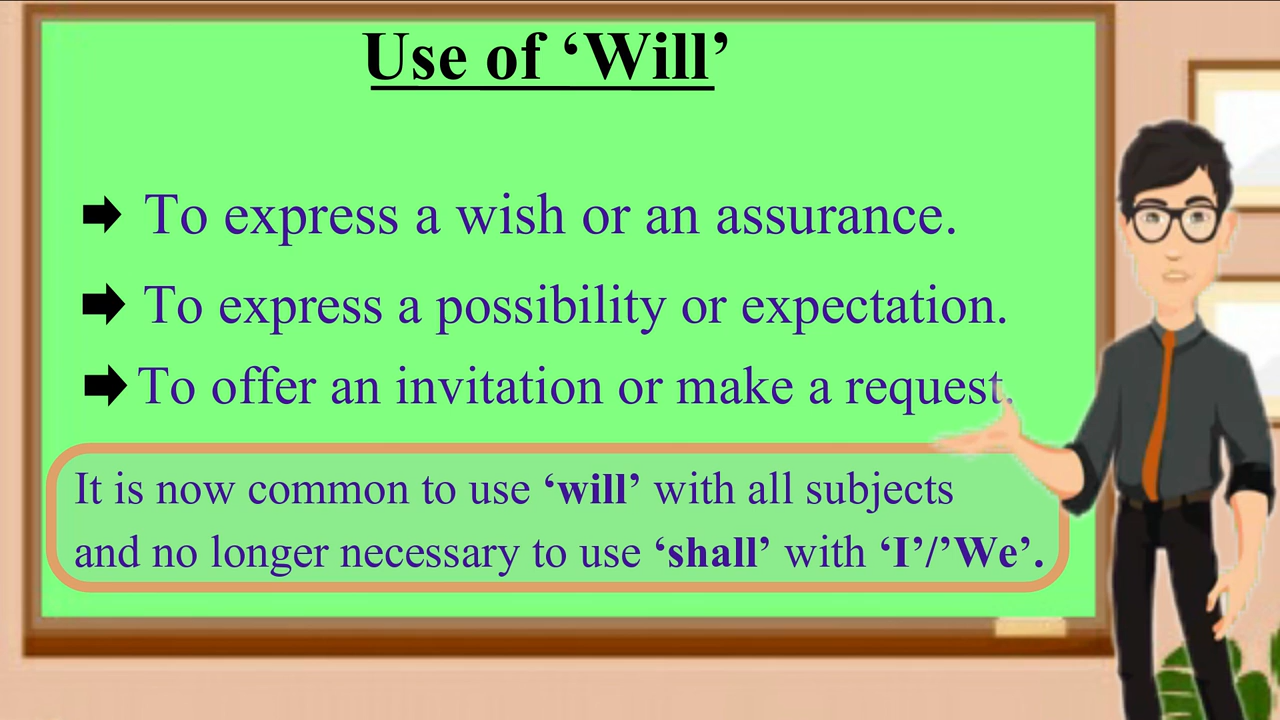 Use of ‘Will’
To express a wish or an assurance.
To express a possibility or expectation.
To offer an invitation or make a request.
It is now common to use ‘will’ with all subjects
and no longer necessary to use ‘shall’ with ‘I’/’We’.